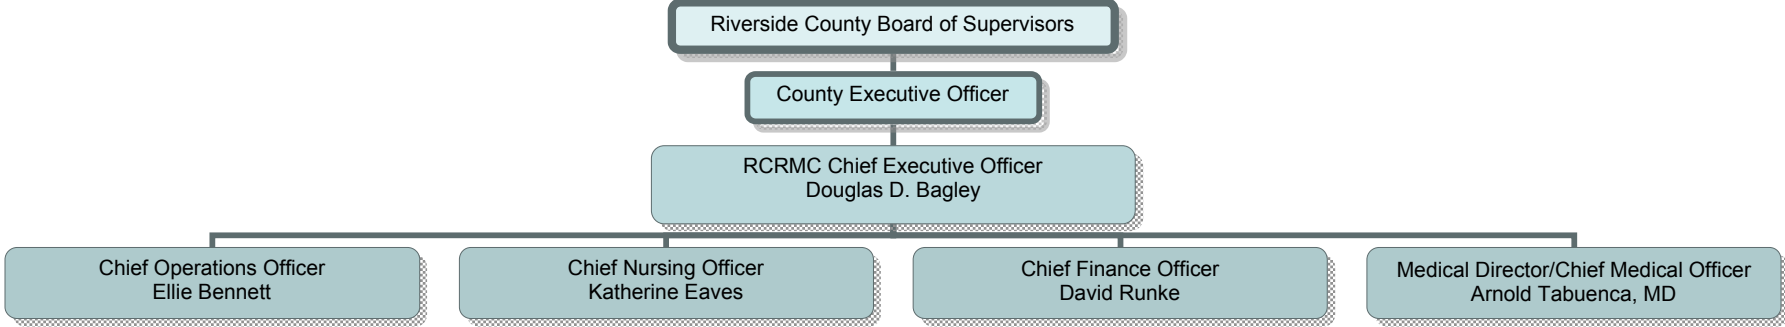 Riverside County Board of Supervisors
County Executive Officer
RCRMC Chief Executive Officer
Douglas D. Bagley
Chief Operations Officer
Ellie Bennett
Chief Nursing Officer
Katherine Eaves
Chief Finance Officer
David Runke
Medical Director/Chief Medical Officer
Arnold Tabuenca, MD